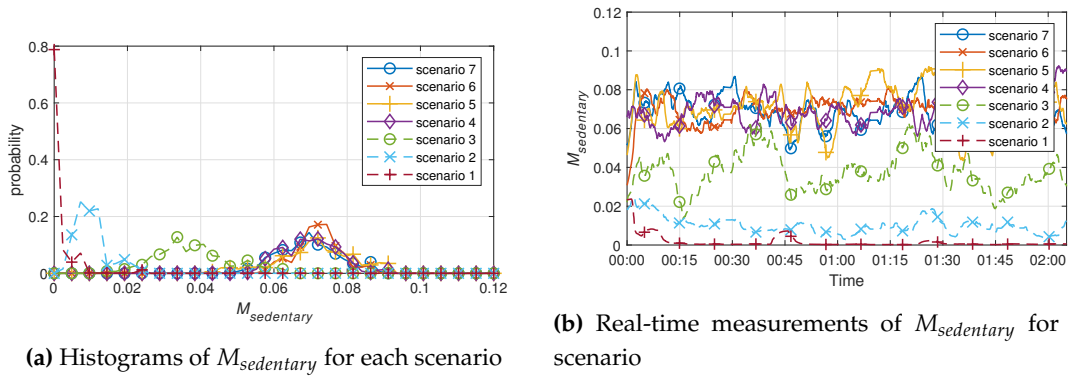 0.8
0.6
0.4
0.2
0
probability
0 0.02 0.04 0.06 0.08 0.10 0.12
M_sedentary
scenario 7
scenario 6
scenario 5
scenario 4
scenario 3
scenario 2
scenario 1
(a) Histograms of M_sedentary for each scenario
0.12
0.1
0.08
0.06
0.04
0.02
0
M_sedentary
00:00 00:15 00:30 00:45 01:00 01:15 01:30 01:45 02:00
Time
scenario 7
scenario 6
scenario 5
scenario 4
scenario 3
scenario 2
scenario 1
(b) Real-time measurements of M_sedentary for
scenario